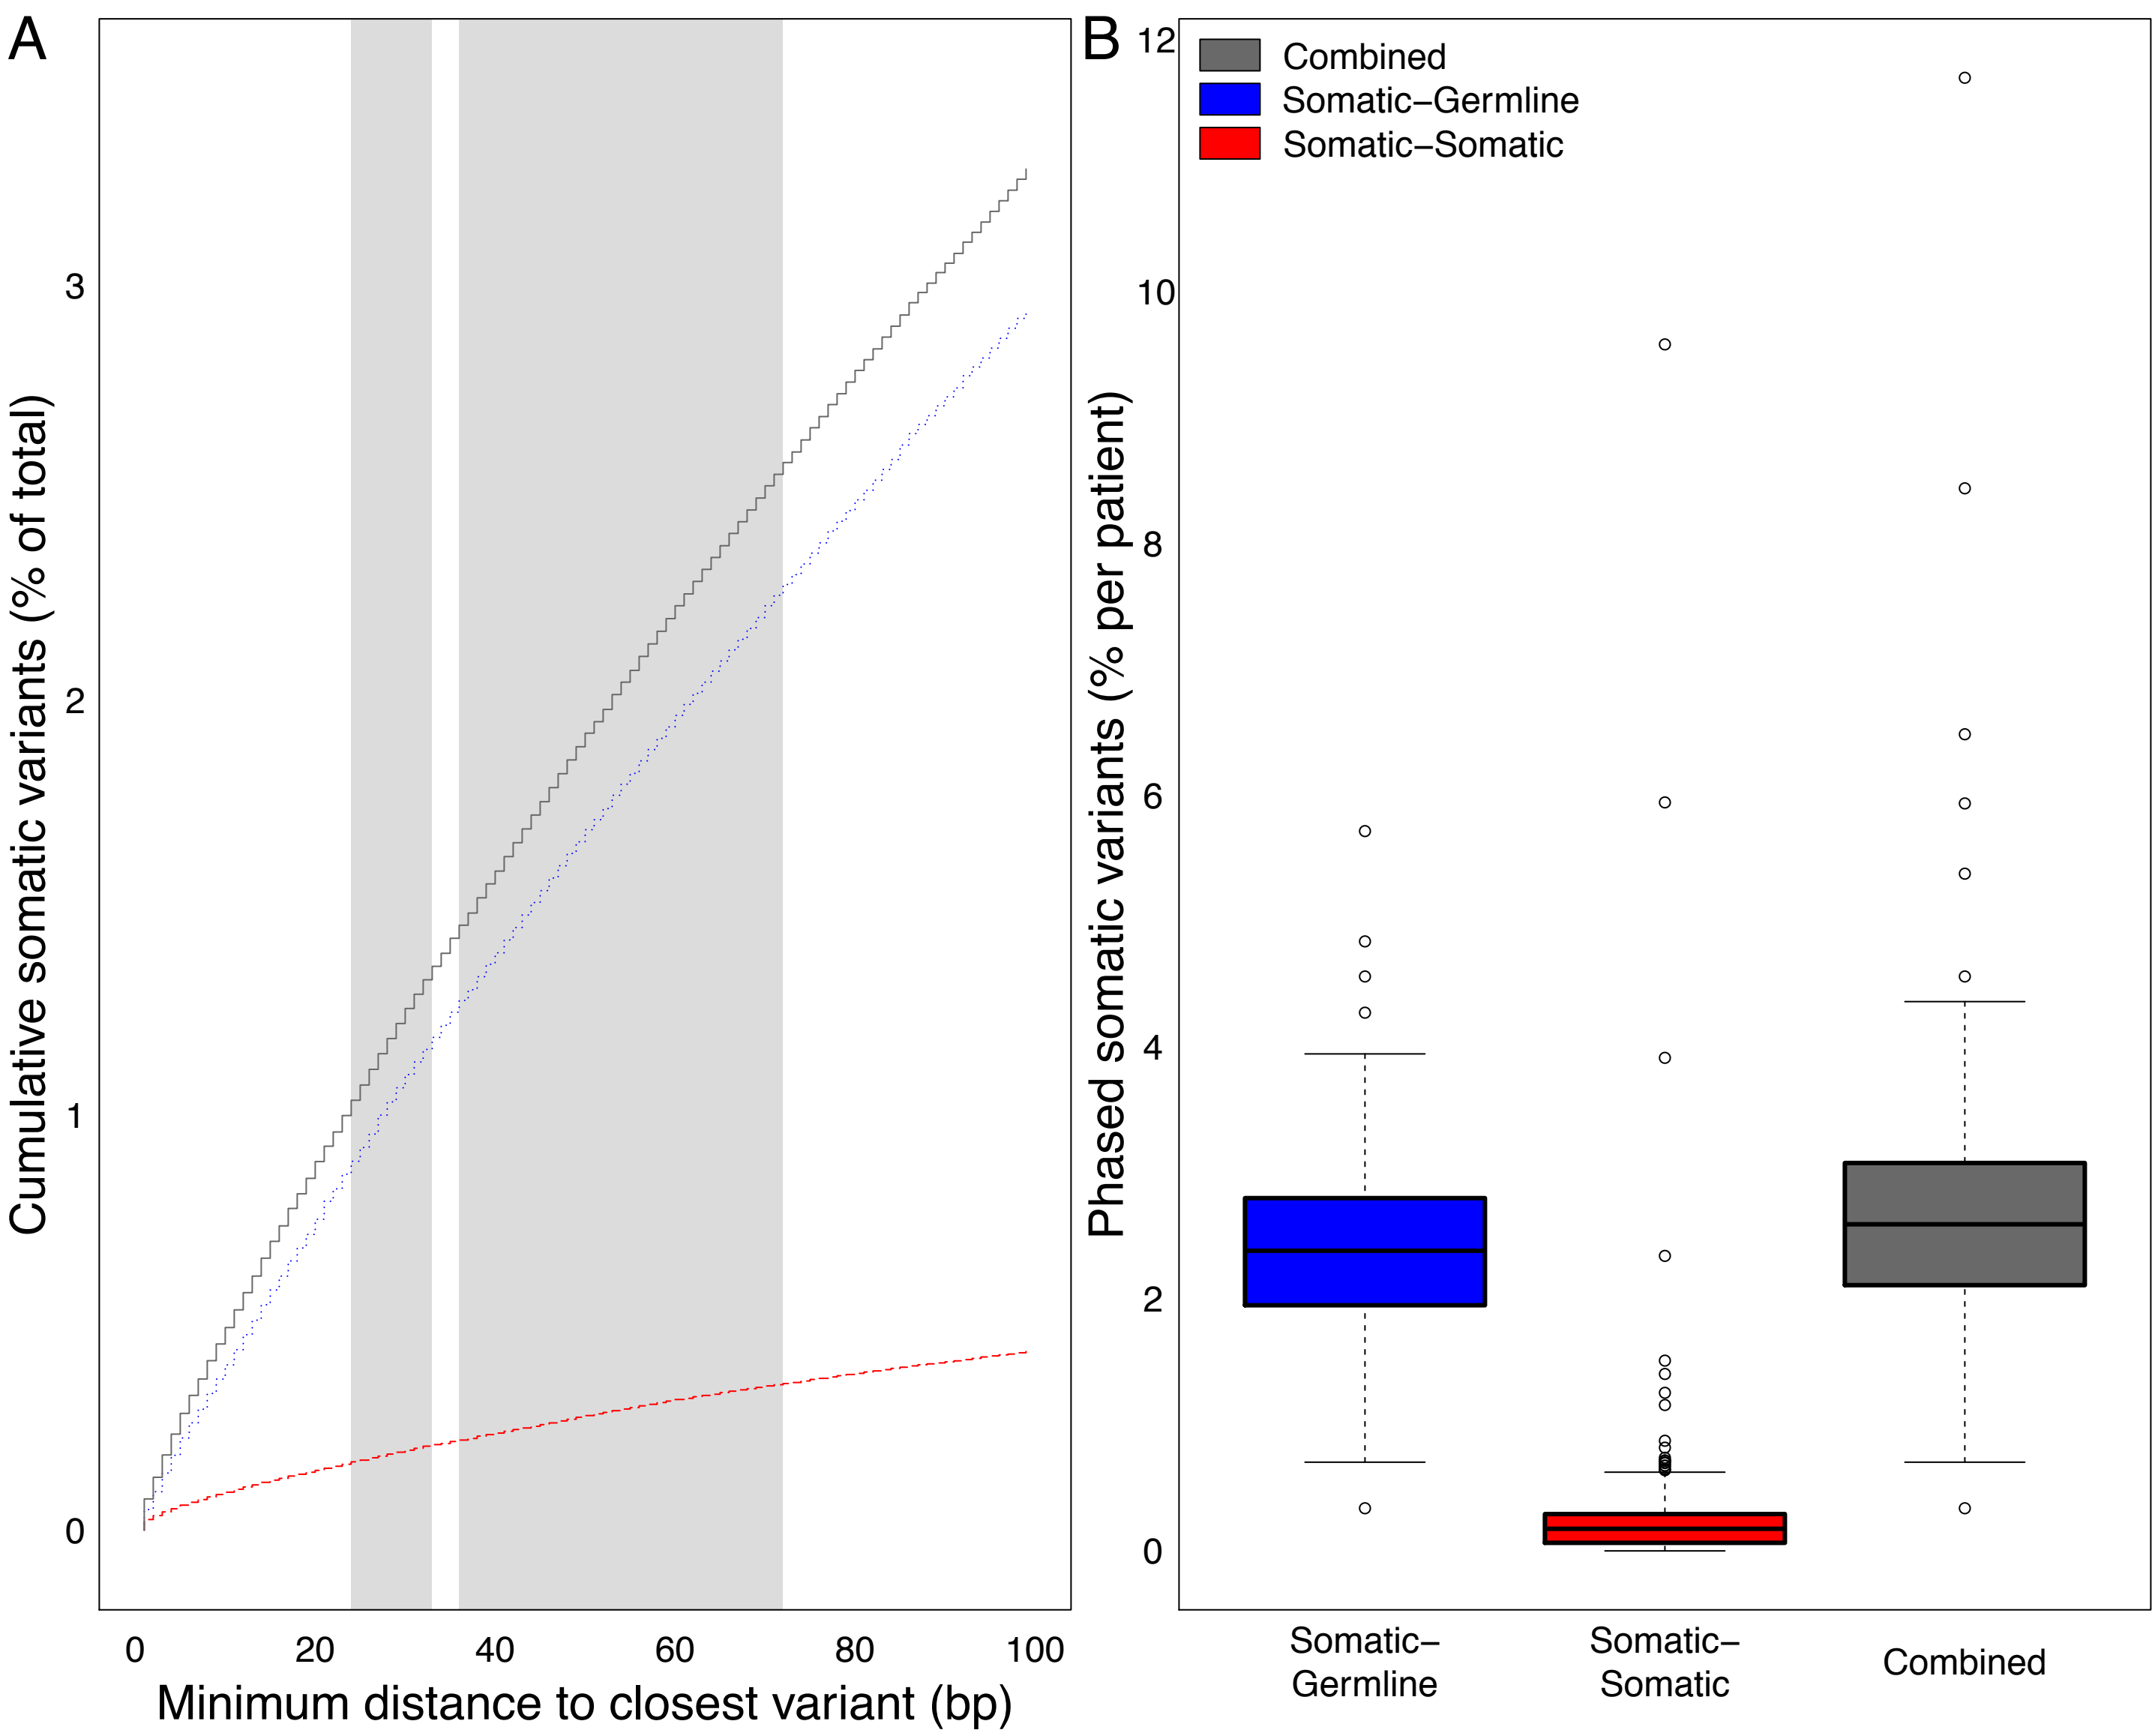 A
Cumulative somatic variants (% of total)
3
2
1
0
0 20 40 60 80 100
Minimum distance to closest variant (bp)
B
Phased somatic variants (% per patient)
12
10
8
6
4
2
0
Combined
Somatic–Germline
Somatic–Somatic
Somatic–
Germline
Somatic–
Somatic
Combined